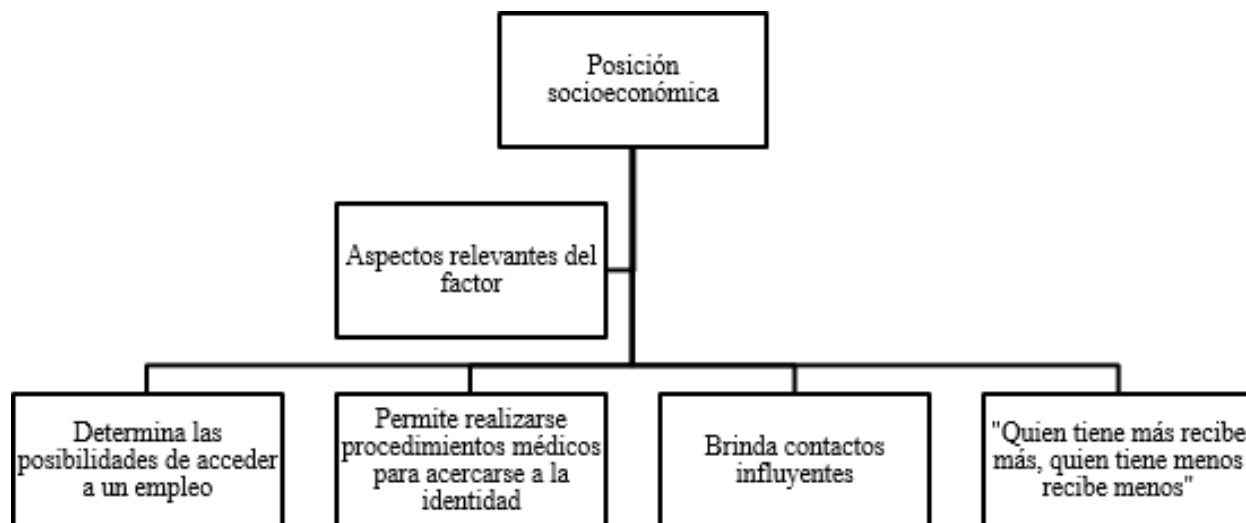 Posición
socioeconómica
Aspectos relevantes del
factor
Determina las
posibilidades de acceder
a un empleo
Permite realizarse
procedimientos médicos
para acercarse a la
identidad
Brinda contactos
influyentes
"Quien tiene más recibe
más, quien tiene menos
recibe menos"